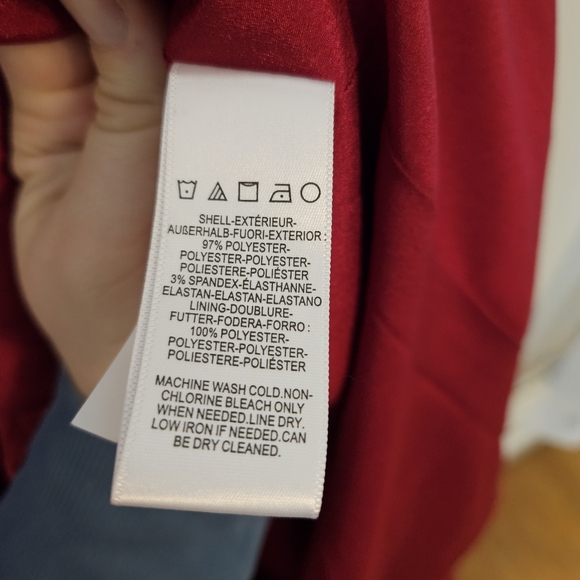 SHELL-EXTÉRIEUR-
AUßERHALB-FUORI-EXTERIOR:
97% POLYESTER-
POLYESTER-POLYESTER-
POLIESTERE-POLIÉSTER
3% SPANDEX-ÉLASTHANNE-
ELASTAN-ELASTAN-ELASTANO
LINING-DOUBLURE-
FUTTER-FODERA-FORRO:
100% POLYESTER-
POLYESTER-POLYESTER-
POLIESTERE-POLIÉSTER
MACHINE WASH COLD.NON-
CHLORINE BLEACH ONLY
WHEN NEEDED.LINE DRY.
LOW IRON IF NEEDED.CAN
BE DRY CLEANED.